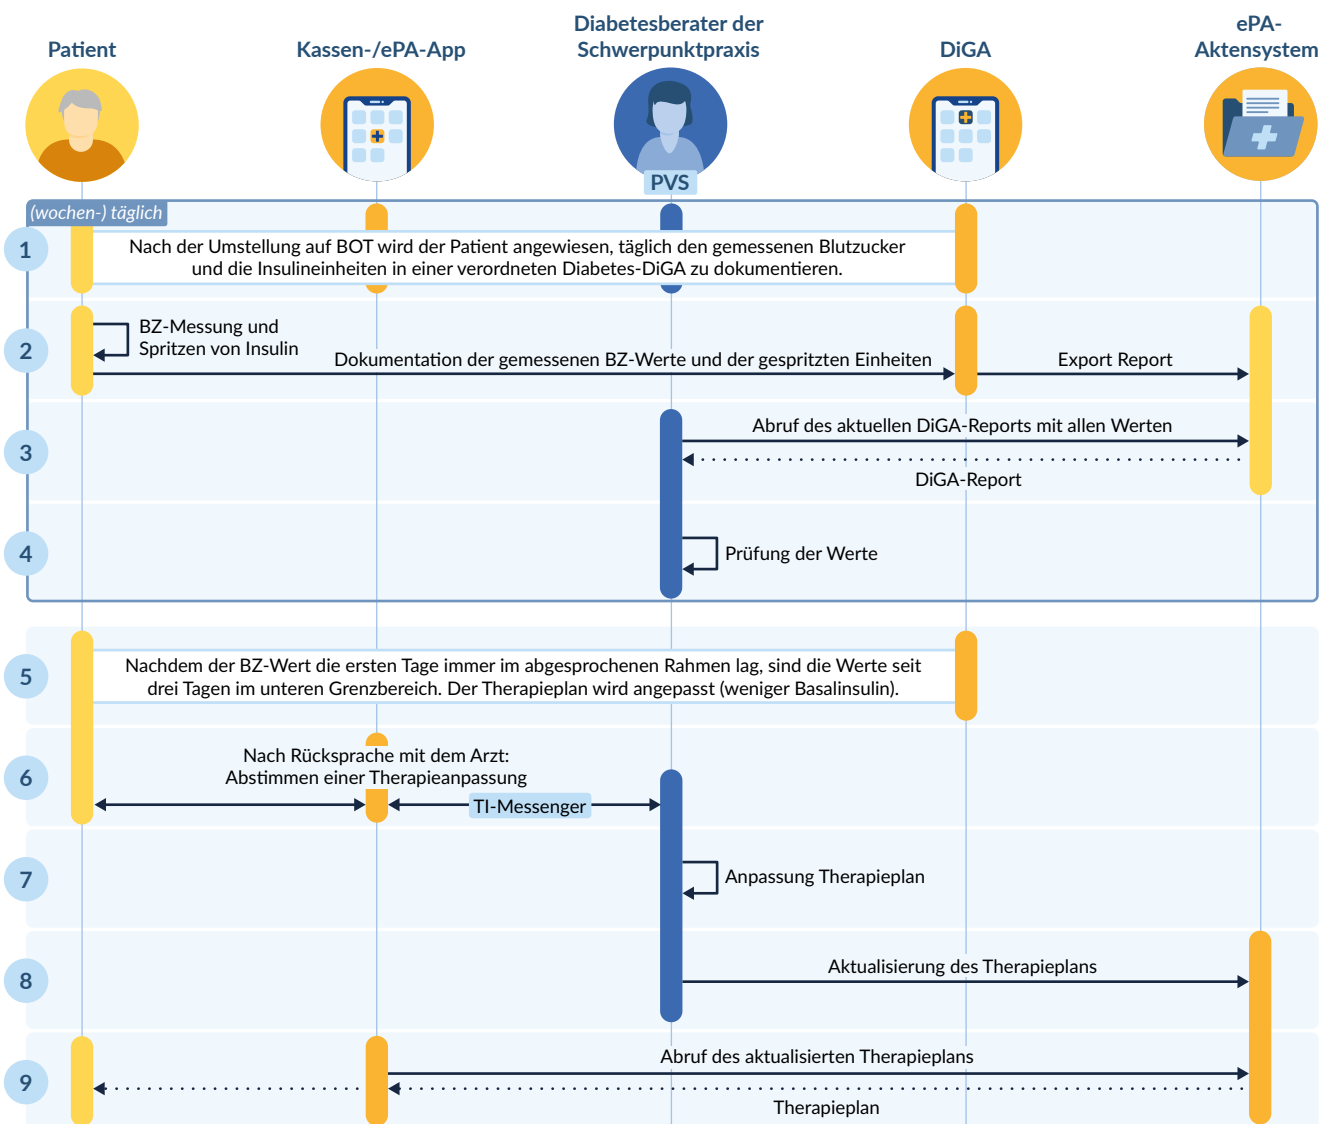 Patient
Kassen-/ePA-App
Diabetesberater der
Schwerpunktpraxis
DiGA
ePA-
Aktensystem
PVS
(wochen-) täglich
1
Nach der Umstellung auf BOT wird der Patient angewiesen, täglich den gemessenen Blutzucker
und die Insulineinheiten in einer verordneten Diabetes-DiGA zu dokumentieren.
2
BZ-Messung und
Spritzen von Insulin
Dokumentation der gemessenen BZ-Werte und der gespritzten Einheiten
Export Report
3
Abruf des aktuellen DiGA-Reports mit allen Werten
DiGA-Report
4
Prüfung der Werte
5
Nachdem der BZ-Wert die ersten Tage immer im abgesprochenen Rahmen lag, sind die Werte seit
drei Tagen im unteren Grenzbereich. Der Therapieplan wird angepasst (weniger Basalinsulin).
6
Nach Rücksprache mit dem Arzt:
Abstimmen einer Therapieanpassung
TI-Messenger
7
Anpassung Therapieplan
8
Aktualisierung des Therapieplans
9
Abruf des aktualisierten Therapieplans
Therapieplan